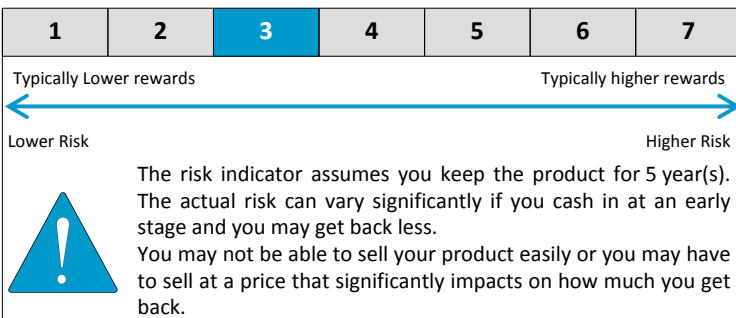 1 2 3 4 5 6 7
Typically Lower rewards Typically higher rewards
Lower Risk Higher Risk
The risk indicator assumes you keep the product for 5 year(s).
The actual risk can vary significantly if you cash in at an early
stage and you may get back less.
You may not be able to sell your product easily or you may have
to sell at a price that significantly impacts on how much you get
back.